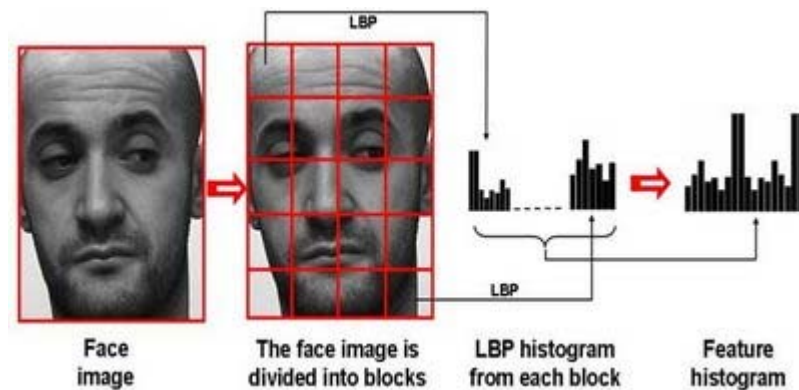 LBP
LBP
Face
image
The face image is
divided into blocks
LBP histogram
from each block
Feature
histogram